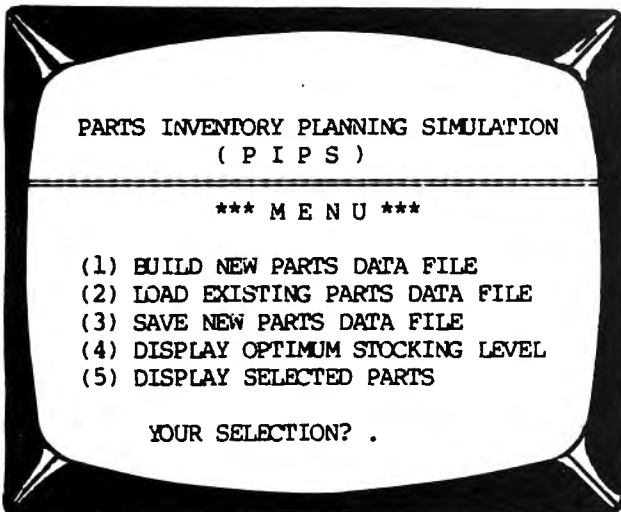 PARTS INVENTORY PLANNING SIMULATION
( P I P S )
*** M E N U ***
(1) BUILD NEW PARTS DATA FILE
(2) LOAD EXISTING PARTS DATA FILE
(3) SAVE NEW PARTS DATA FILE
(4) DISPLAY OPTIMUM STOCKING LEVEL
(5) DISPLAY SELECTED PARTS
YOUR SELECTION? .